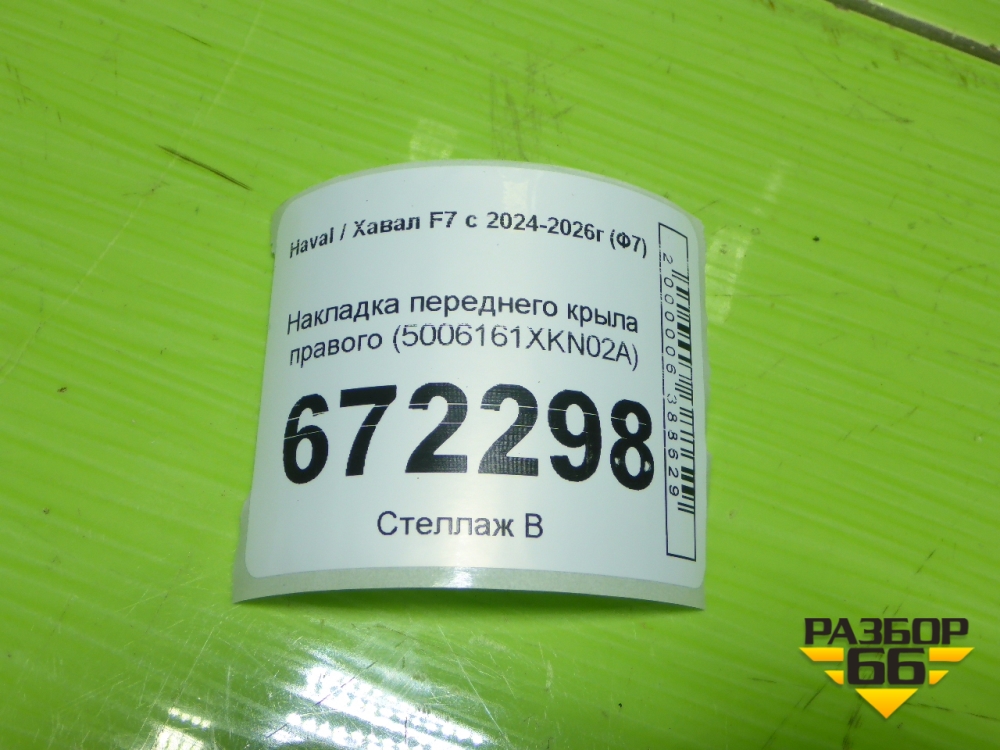 Haval / Хавал F7 с 2024-2026г (Ф7)
Накладка переднего крыла
правого (5006161XKN02A)
672298
Стеллаж В
2000006388629
РАЗБОР
66